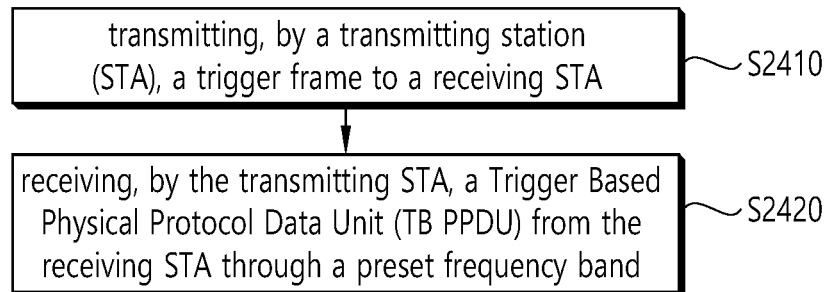 transmitting, by a transmitting station
(STA), a trigger frame to a receiving STA
S2410
receiving, by the transmitting STA, a Trigger Based
Physical Protocol Data Unit (TB PPDU) from the
receiving STA through a preset frequency band
S2420